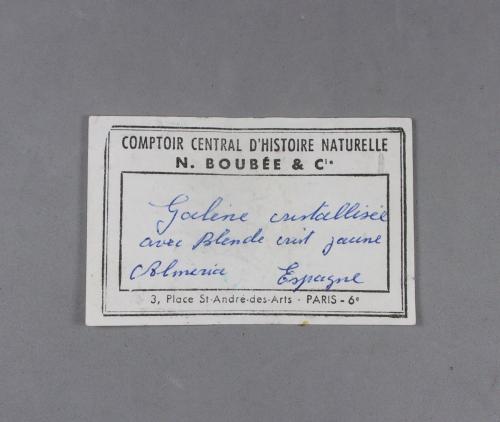 COMPTOIR CENTRAL D'HISTOIRE NATURELLE
N. BOUBÉE & Cie
Galène cristallisée
avec Blende crist jaune
Almeria Espagne
3, Place St-André-des-Arts - PARIS - 6e